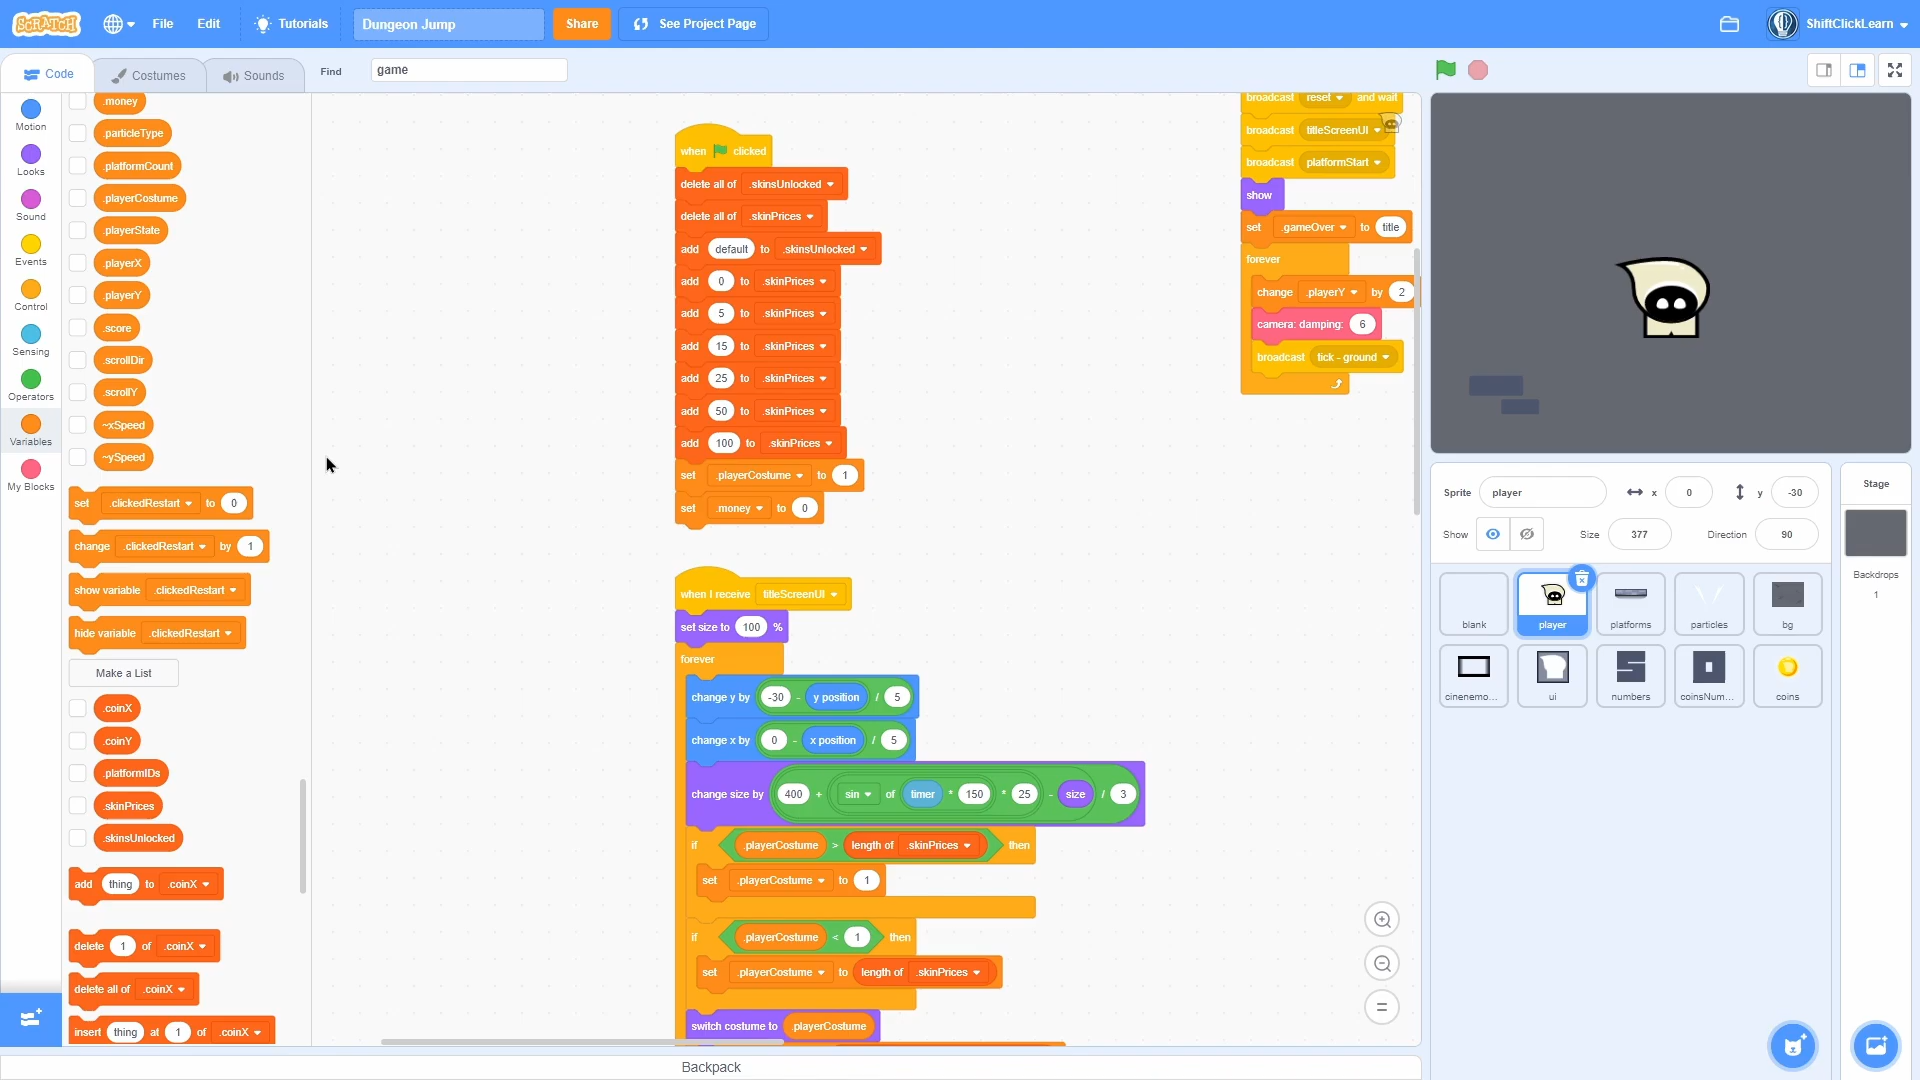 SCRATCH
File
Edit
Tutorials
Dungeon Jump
Share
See Project Page
ShiftClickLearn
Code
Costumes
Sounds
Find
game
Motion
Looks
Sound
Events
Control
Sensing
Operators
Variables
My Blocks
.money
.particleType
.platformCount
.playerCostume
.playerState
.playerX
.playerY
.score
.scrollDir
.scrollY
~xSpeed
~ySpeed
set .clickedRestart to 0
change .clickedRestart by 1
show variable .clickedRestart
hide variable .clickedRestart
Make a List
.coinX
.coinY
.platformIDs
.skinPrices
.skinsUnlocked
add thing to .coinX
delete 1 of .coinX
delete all of .coinX
insert thing at 1 of .coinX
when clicked
delete all of .skinsUnlocked
delete all of .skinPrices
add default to .skinsUnlocked
add 0 to .skinPrices
add 5 to .skinPrices
add 15 to .skinPrices
add 25 to .skinPrices
add 50 to .skinPrices
add 100 to .skinPrices
set .playerCostume to 1
set .money to 0
when I receive titleScreenUI
set size to 100 %
forever
change y by -30 - y position / 5
change x by 0 - x position / 5
change size by 400 + sin of timer * 150 * 25 - size / 3
if .playerCostume > length of .skinPrices then
set .playerCostume to 1
if .playerCostume < 1 then
set .playerCostume to length of .skinPrices
switch costume to .playerCostume
broadcast reset and wait
broadcast titleScreenUI
broadcast platformStart
show
set .gameOver to title
forever
change .playerY by 2
camera: damping: 6
broadcast tick - ground
Backpack
Sprite player x 0 y -30
Show Size 377 Direction 90
blank
player
platforms
particles
bg
cinenemo...
ui
numbers
coinsNum...
coins
Stage
Backdrops
1